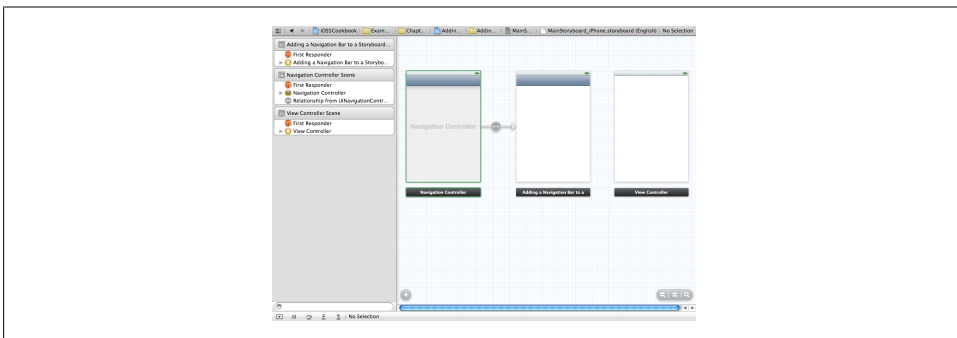 iOS5Cookbook Exam... Chapt... Addin... Addin... MainS... MainStoryboard_iPhone.storyboard (English) No Selection
Adding a Navigation Bar to a Storyboard...
First Responder
Adding a Navigation Bar to a Storybo...
Navigation Controller Scene
First Responder
Navigation Controller
Relationship from UINavigationContr...
View Controller Scene
First Responder
View Controller
Navigation Controller
Navigation Controller
Adding a Navigation Bar to a
View Controller
No Selection